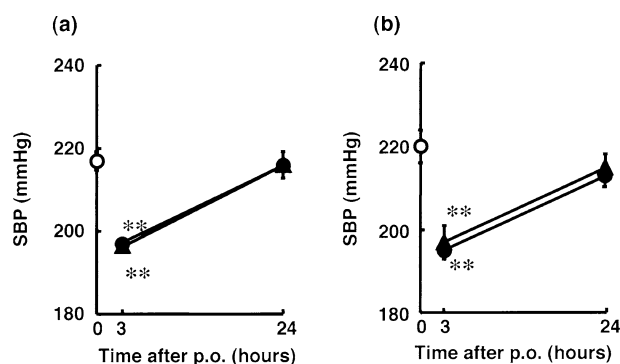 (a)
240
220
200
180
SBP (mmHg)
**
**
0 3 24
Time after p.o. (hours)
(b)
240
220
200
180
SBP (mmHg)
**
**
0 3 24
Time after p.o. (hours)